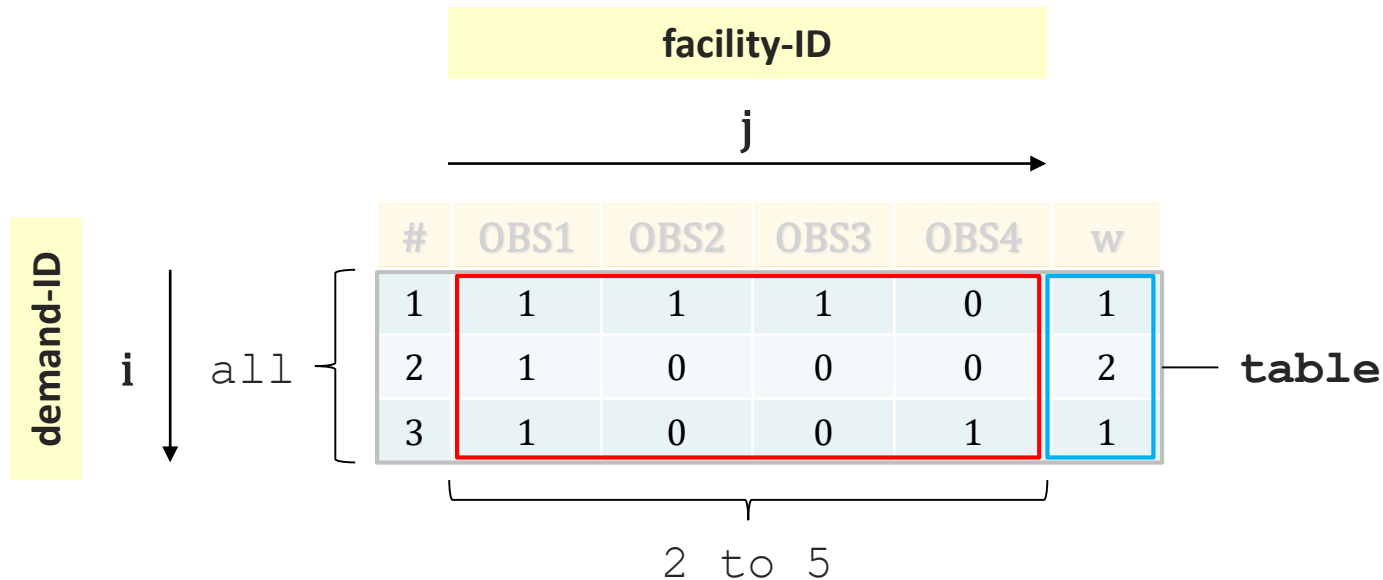 facility-ID
j
# OBS1 OBS2 OBS3 OBS4 w
demand-ID
i
all
1 1 1 1 0 1
2 1 0 0 0 2
3 1 0 0 1 1
table
2 to 5